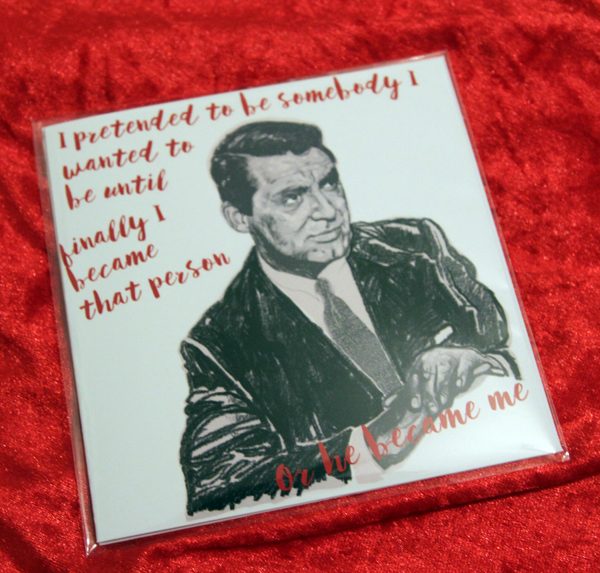 I pretended to be somebody I
wanted to
be until
finally I
became
that person
or he became me